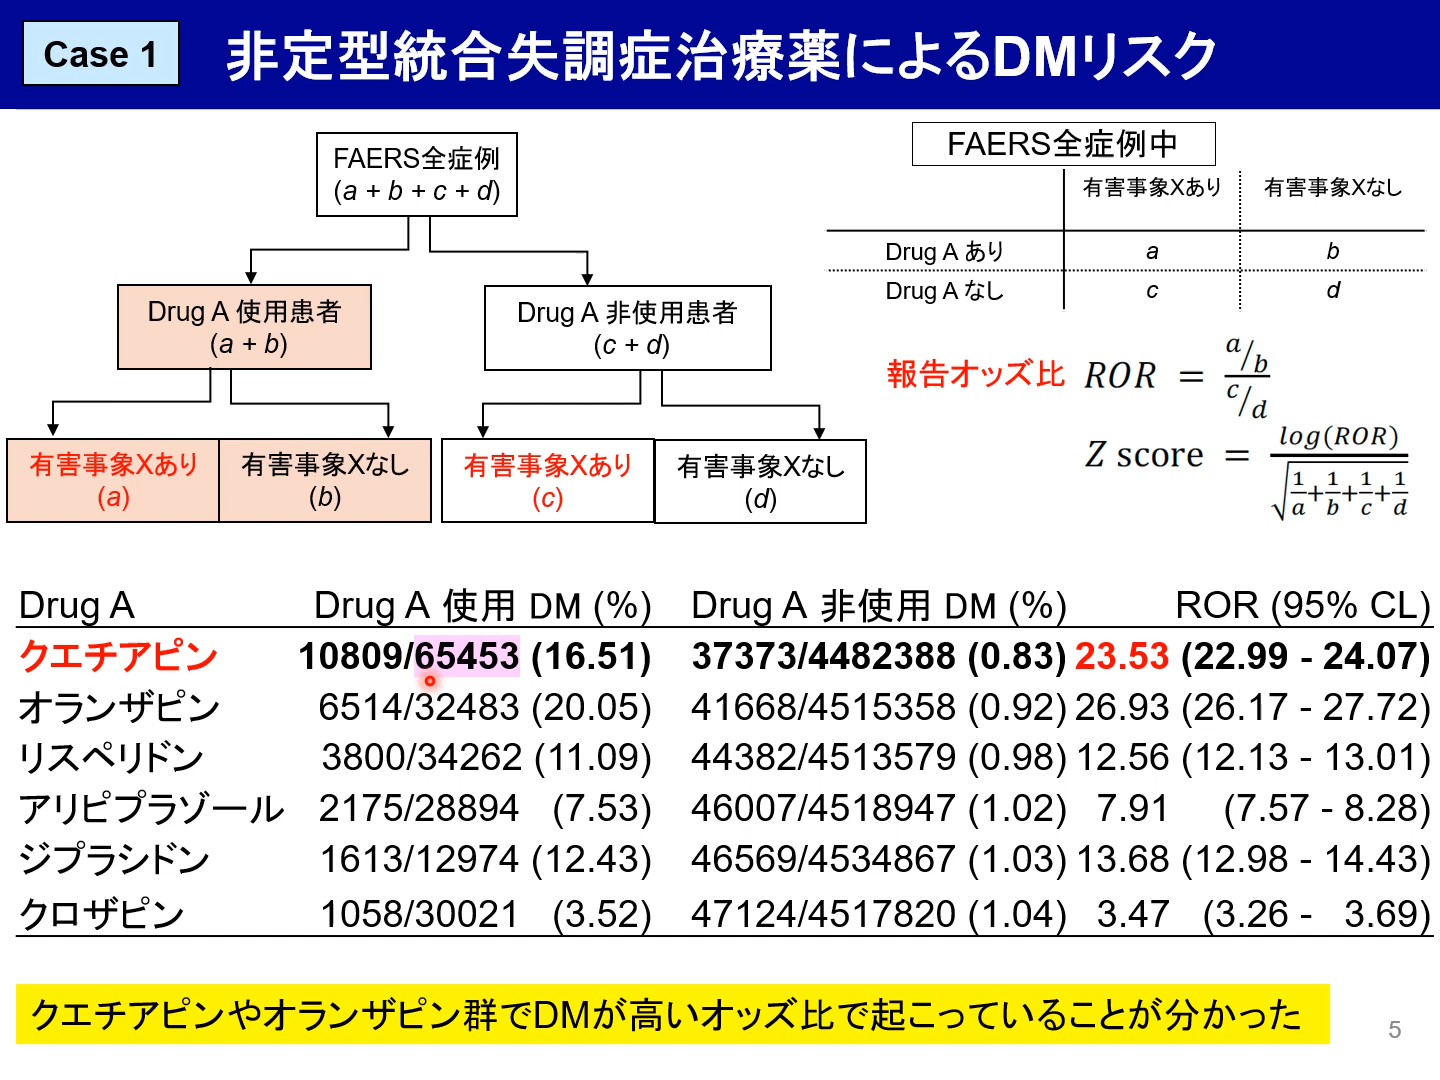 Case 1
非定型統合失調症治療薬によるDMリスク
FAERS全症例
(a + b + c + d)
Drug A 使用患者
(a + b)
Drug A 非使用患者
(c + d)
有害事象Xあり
(a)
有害事象Xなし
(b)
有害事象Xあり
(c)
有害事象Xなし
(d)
FAERS全症例中
有害事象Xあり 有害事象Xなし
Drug A あり a b
Drug A なし c d
報告オッズ比 ROR = (a/b)/(c/d)
Z score = log(ROR)/√(1/a+1/b+1/c+1/d)
Drug A Drug A 使用 DM (%) Drug A 非使用 DM (%) ROR (95% CL)
クエチアピン 10809/65453 (16.51) 37373/4482388 (0.83) 23.53 (22.99 - 24.07)
オランザピン 6514/32483 (20.05) 41668/4515358 (0.92) 26.93 (26.17 - 27.72)
リスペリドン 3800/34262 (11.09) 44382/4513579 (0.98) 12.56 (12.13 - 13.01)
アリピプラゾール 2175/28894 (7.53) 46007/4518947 (1.02) 7.91 (7.57 - 8.28)
ジプラシドン 1613/12974 (12.43) 46569/4534867 (1.03) 13.68 (12.98 - 14.43)
クロザピン 1058/30021 (3.52) 47124/4517820 (1.04) 3.47 (3.26 - 3.69)
クエチアピンやオランザピン群でDMが高いオッズ比で起こっていることが分かった
5